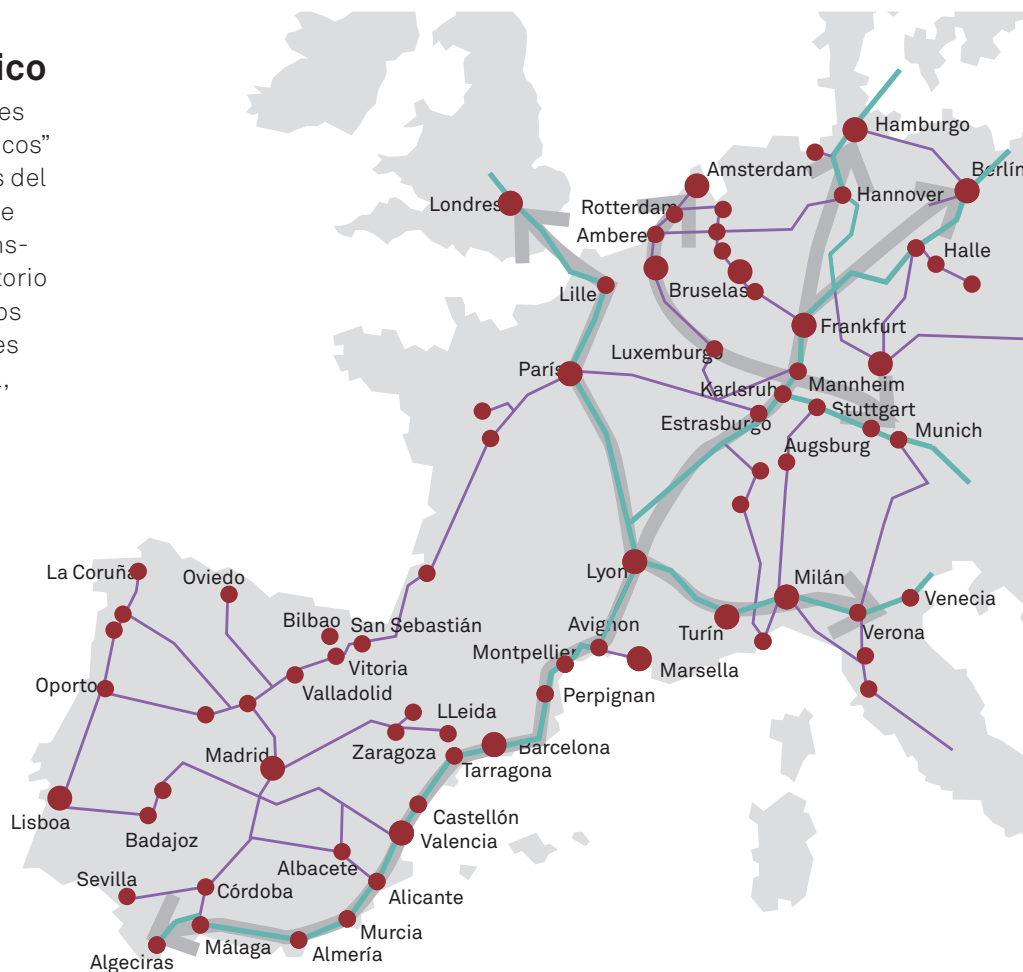 ico
es
cos”
s del
e
ns-
torio
os
es
.,
Hamburgo
Amsterdam
Berlín
Hannover
Rotterdam
Londres
Ambere
Halle
Lille
Bruselas
Frankfurt
Luxemburgo
París
Karlsruh
Mannheim
Stuttgart
Estrasburgo
Munich
Augsburg
La Coruña
Oviedo
Lyon
Milán
Venecia
Bilbao
San Sebastián
Avignon
Turín
Verona
Montpellier
Vitoria
Marsella
Oporto
Valladolid
Perpignan
LLeida
Zaragoza
Barcelona
Madrid
Tarragona
Lisboa
Castellón
Badajoz
Valencia
Albacete
Sevilla
Córdoba
Alicante
Murcia
Málaga
Almería
Algeciras